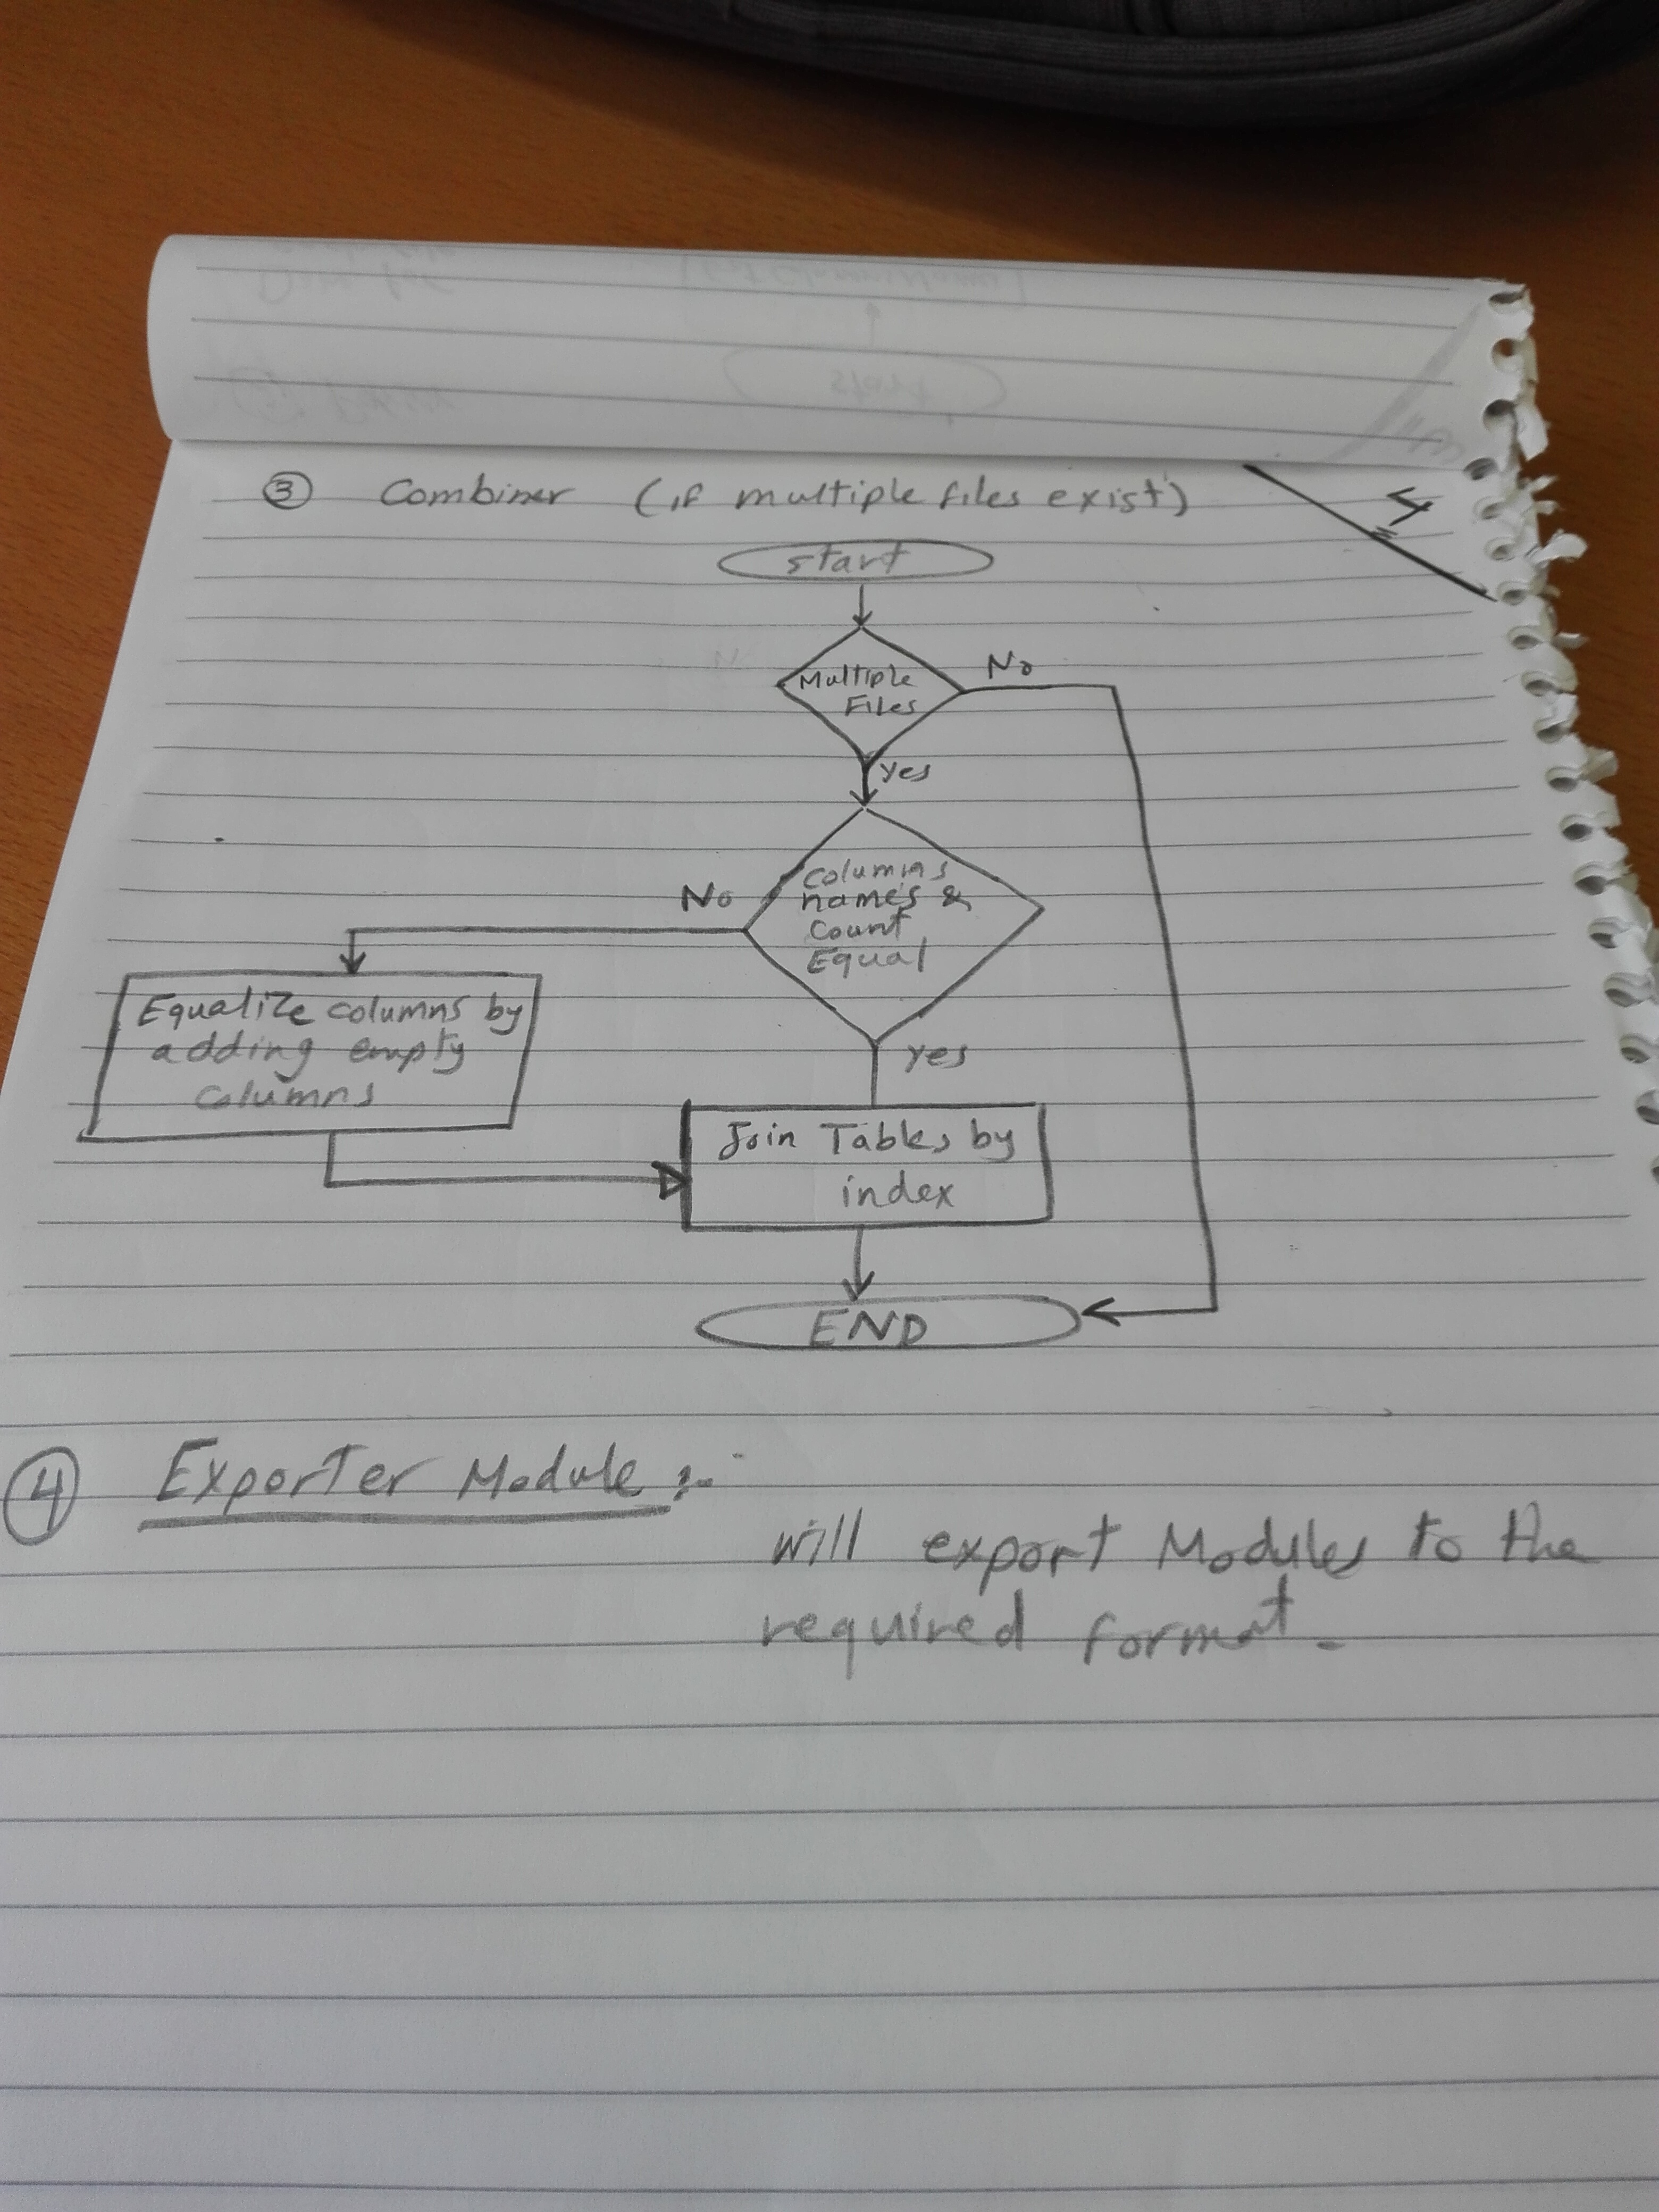 ③ Combiner (if multiple files exist)
4
start
Multiple
Files
No
yes
columns
names &
count
Equal
No
yes
Equalize columns by
adding empty
columns
Join Tables by
index
END
④ Exporter Module :-
will export Modules to the
required format.